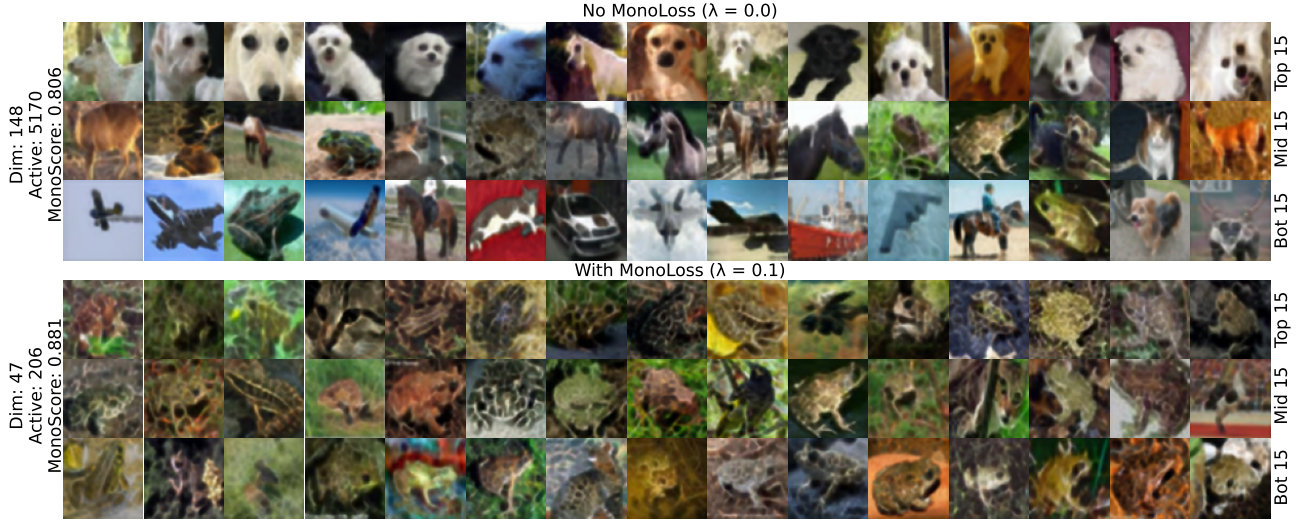 No MonoLoss (λ = 0.0)
Dim: 148
Active: 5170
MonoScore: 0.806
Top 15
Mid 15
Bot 15
With MonoLoss (λ = 0.1)
Dim: 47
Active: 206
MonoScore: 0.881
Top 15
Mid 15
Bot 15